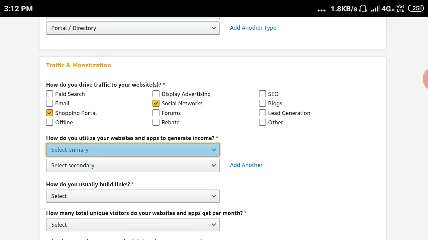 3:12 PM ... 1.8KB/s 4G+
Portal / Directory Add Another Type
Traffic & Monetization
How do you drive traffic to your website(s)? *
Paid Search Display Advertising SEO
Email Social Networks Blogs
Shopping Portal Forums Lead Generation
Offline Rebate Other
How do you utilise your websites and apps to generate income? *
Select primary
Select secondary Add Another
How do you usually build links? *
Select
How many total unique visitors do your websites and apps get per month? *
Select